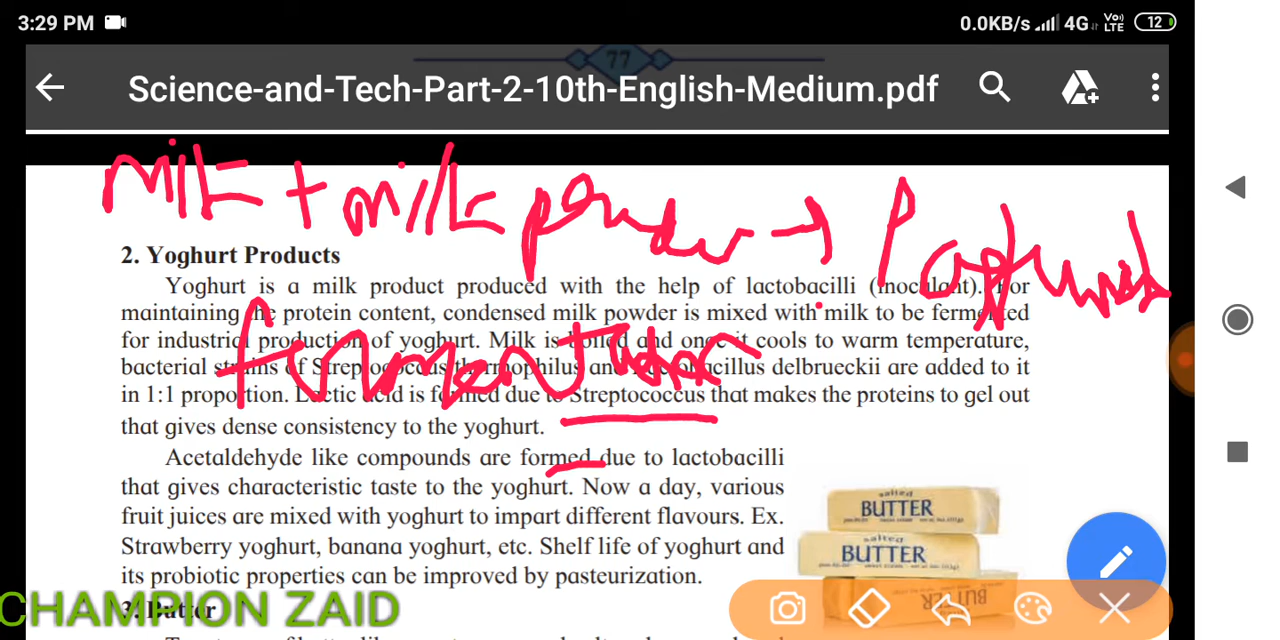 3:29 PM 0.0KB/s 4G Vo) LTE 12
77
Science-and-Tech-Part-2-10th-English-Medium.pdf
milk + milk powder →
2. Yoghurt Products
Yoghurt is a milk product produced with the help of lactobacilli (inoculant). For
maintaining the protein content, condensed milk powder is mixed with milk to be fermented
for industrial production of yoghurt. Milk is boiled and once it cools to warm temperature,
fermentation
bacterial strains of Streptococcus thermophilus and Lactobacillus delbrueckii are added to it
in 1:1 proportion. Lactic acid is formed due to Streptococcus that makes the proteins to gel out
that gives dense consistency to the yoghurt.
Acetaldehyde like compounds are formed due to lactobacilli
that gives characteristic taste to the yoghurt. Now a day, various
fruit juices are mixed with yoghurt to impart different flavours. Ex.
Strawberry yoghurt, banana yoghurt, etc. Shelf life of yoghurt and
its probiotic properties can be improved by pasteurization.
salted
BUTTER
salted
BUTTER
BUTTER
CHAMPION ZAID
3. Butter